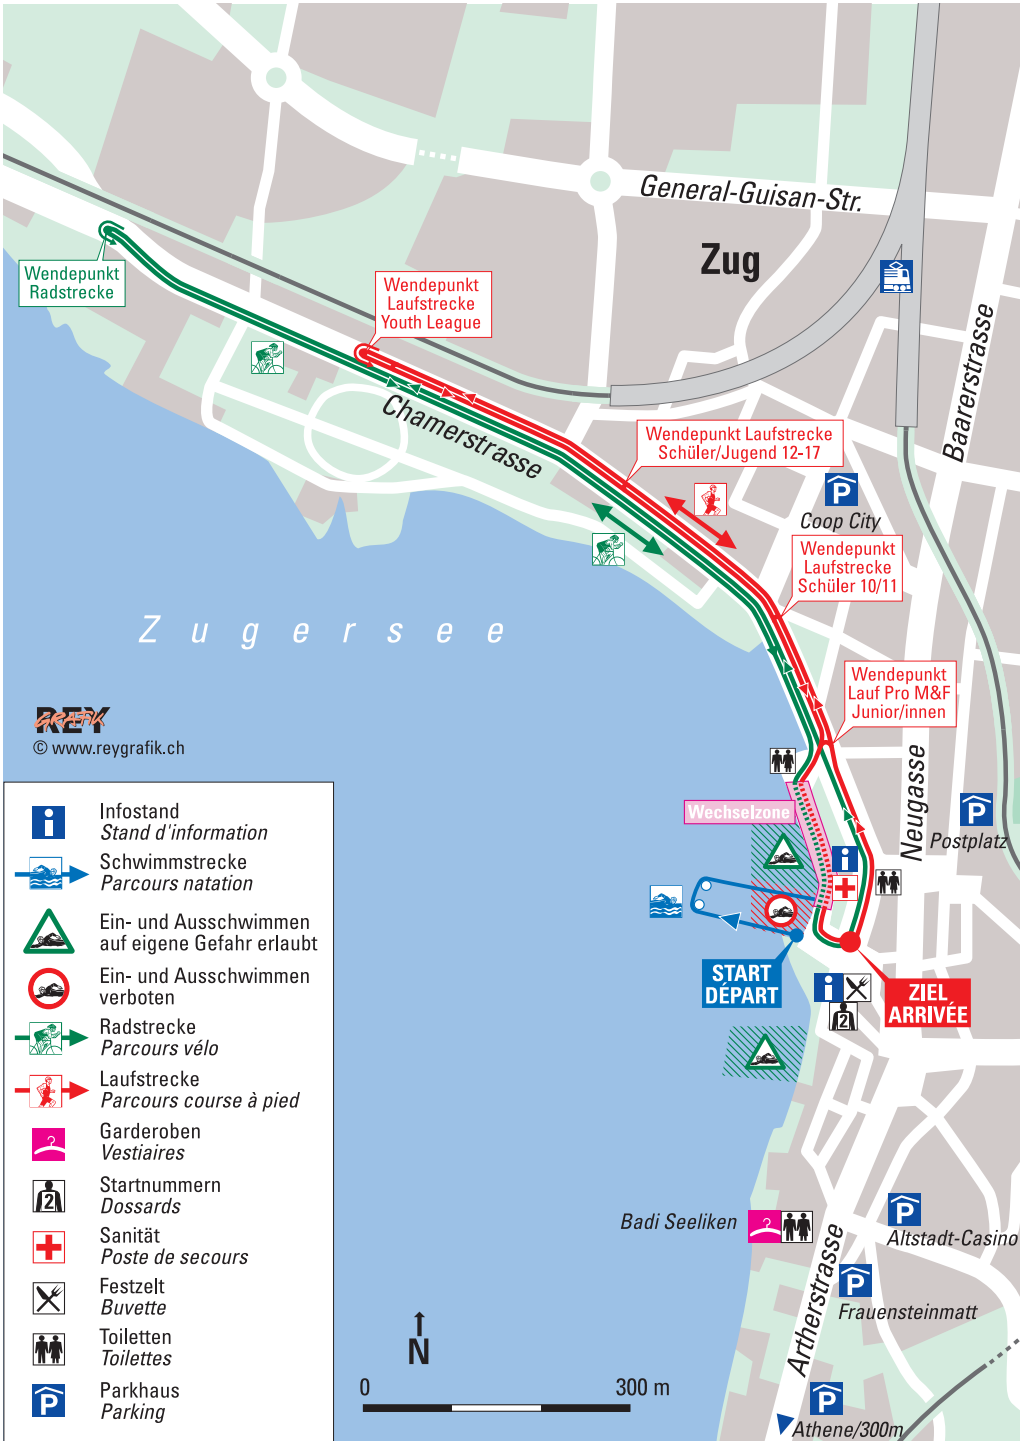 General-Guisan-Str.
Zug
Wendepunkt
Radstrecke
Wendepunkt
Laufstrecke
Youth League
Baarerstrasse
Chamerstrasse
Wendepunkt Laufstrecke
Schüler/Jugend 12-17
P
Coop City
Wendepunkt
Laufstrecke
Schüler 10/11
Zugersee
Wendepunkt
Lauf Pro M&F
Junior/innen
REY
GRAFIK
© www.reygrafik.ch
Neugasse
Wechselzone
P
Postplatz
i
START
DÉPART
i
2
ZIEL
ARRIVÉE
i
Infostand
Stand d'information
Schwimmstrecke
Parcours natation
Ein- und Ausschwimmen
auf eigene Gefahr erlaubt
Ein- und Ausschwimmen
verboten
Radstrecke
Parcours vélo
Laufstrecke
Parcours course à pied
Garderoben
Vestiaires
2
Startnummern
Dossards
Sanität
Poste de secours
Festzelt
Buvette
Toiletten
Toilettes
P
Parkhaus
Parking
Badi Seeliken
P
Altstadt-Casino
P
Frauensteinmatt
Artherstrasse
P
Athene/300m
N
0 300 m